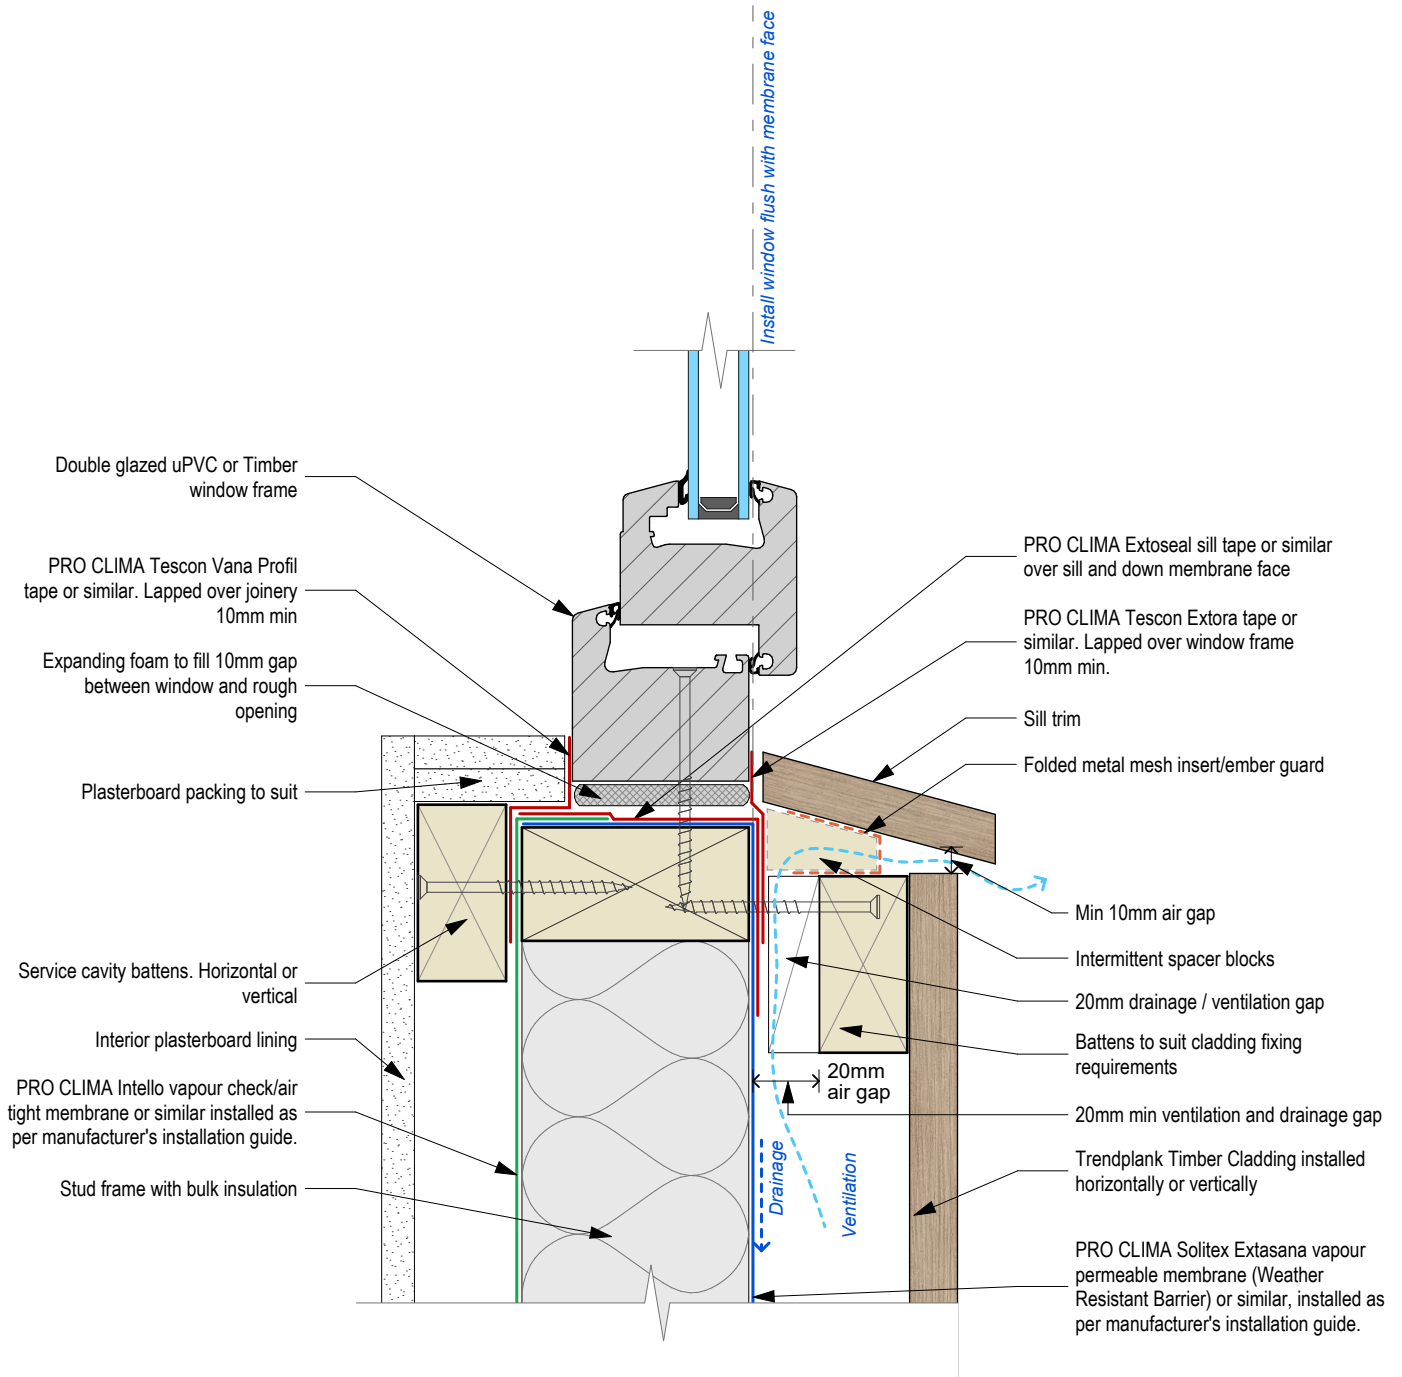 Install window flush with membrane face
Double glazed uPVC or Timber
window frame
PRO CLIMA Tescon Vana Profil
tape or similar. Lapped over joinery
10mm min
Expanding foam to fill 10mm gap
between window and rough
opening
Plasterboard packing to suit
Service cavity battens. Horizontal or
vertical
Interior plasterboard lining
PRO CLIMA Intello vapour check/air
tight membrane or similar installed as
per manufacturer's installation guide.
Stud frame with bulk insulation
PRO CLIMA Extoseal sill tape or similar
over sill and down membrane face
PRO CLIMA Tescon Extora tape or
similar. Lapped over window frame
10mm min.
Sill trim
Folded metal mesh insert/ember guard
Min 10mm air gap
Intermittent spacer blocks
20mm drainage / ventilation gap
Battens to suit cladding fixing
requirements
20mm
air gap
20mm min ventilation and drainage gap
Drainage
Ventilation
Trendplank Timber Cladding installed
horizontally or vertically
PRO CLIMA Solitex Extasana vapour
permeable membrane (Weather
Resistant Barrier) or similar, installed as
per manufacturer's installation guide.